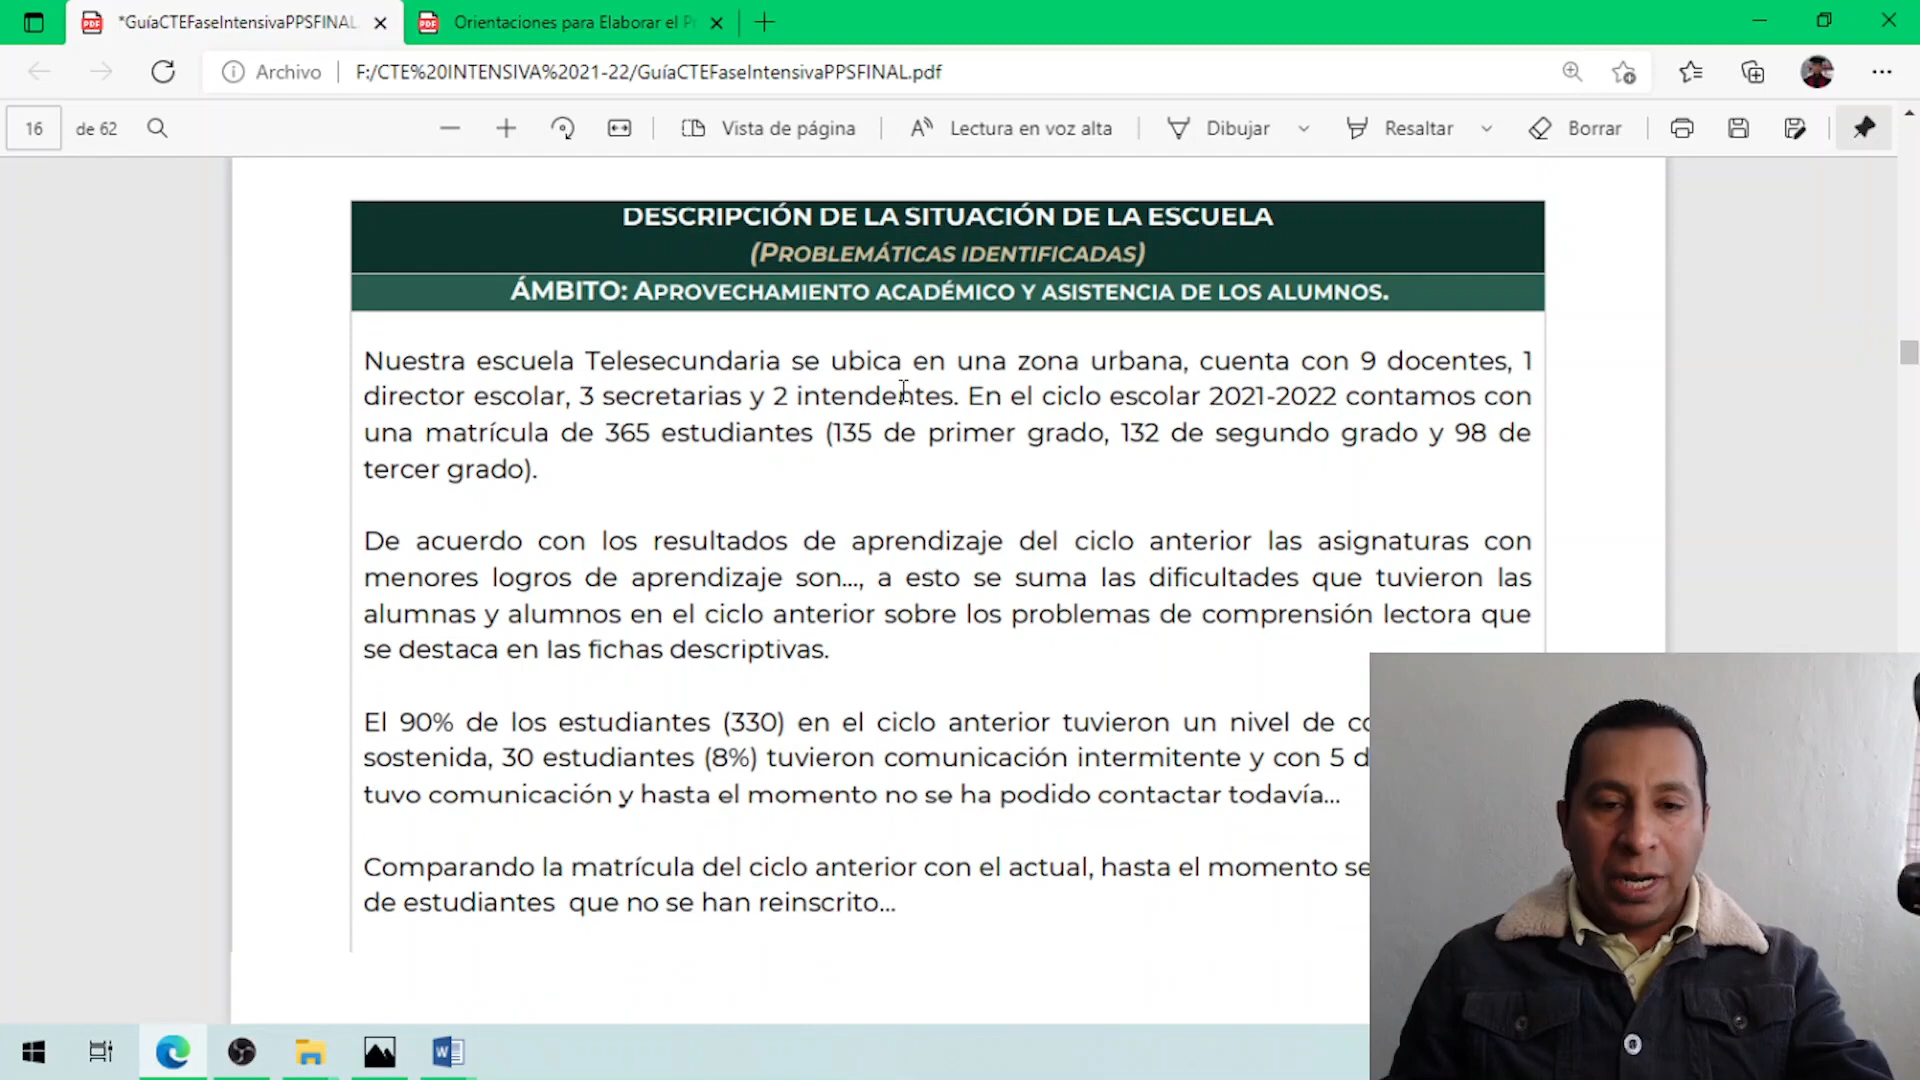 *GuíaCTEFaseIntensivaPPSFINAL
Orientaciones para Elaborar el Pr
Archivo
F:/CTE%20INTENSIVA%2021-22/GuíaCTEFaseIntensivaPPSFINAL.pdf
16 de 62
Vista de página
Lectura en voz alta
Dibujar
Resaltar
Borrar
DESCRIPCIÓN DE LA SITUACIÓN DE LA ESCUELA
(PROBLEMÁTICAS IDENTIFICADAS)
ÁMBITO: APROVECHAMIENTO ACADÉMICO Y ASISTENCIA DE LOS ALUMNOS.
Nuestra escuela Telesecundaria se ubica en una zona urbana, cuenta con 9 docentes, 1
director escolar, 3 secretarias y 2 intendentes. En el ciclo escolar 2021-2022 contamos con
una matrícula de 365 estudiantes (135 de primer grado, 132 de segundo grado y 98 de
tercer grado).
De acuerdo con los resultados de aprendizaje del ciclo anterior las asignaturas con
menores logros de aprendizaje son..., a esto se suma las dificultades que tuvieron las
alumnas y alumnos en el ciclo anterior sobre los problemas de comprensión lectora que
se destaca en las fichas descriptivas.
El 90% de los estudiantes (330) en el ciclo anterior tuvieron un nivel de co
sostenida, 30 estudiantes (8%) tuvieron comunicación intermitente y con 5 d
tuvo comunicación y hasta el momento no se ha podido contactar todavía...
Comparando la matrícula del ciclo anterior con el actual, hasta el momento se
de estudiantes que no se han reinscrito...